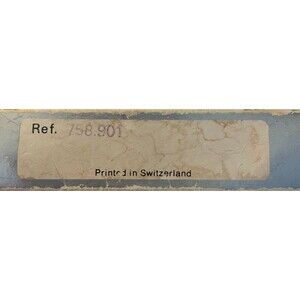 Ref. 758.901
Printed in Switzerland